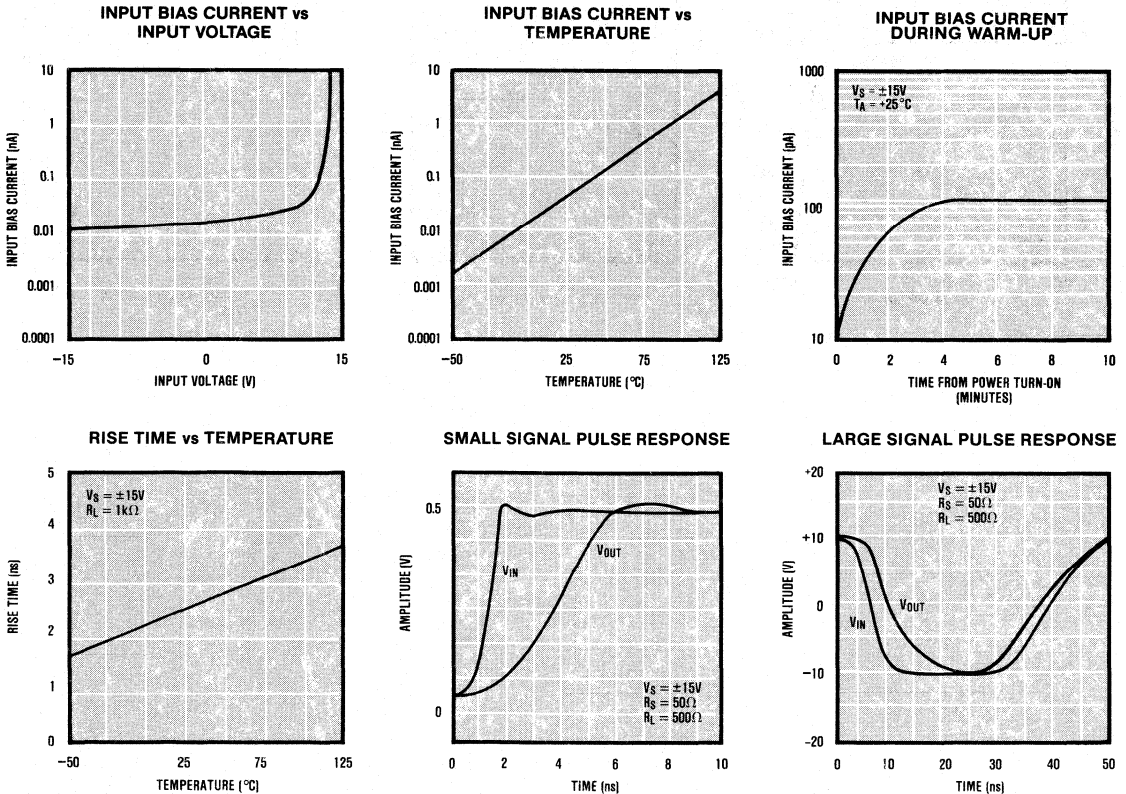 INPUT BIAS CURRENT vs
INPUT VOLTAGE
10
1
0.1
0.01
0.001
0.0001
INPUT BIAS CURRENT (nA)
-15
0
15
INPUT VOLTAGE (V)
INPUT BIAS CURRENT vs
TEMPERATURE
10
1
0.1
0.01
0.001
0.0001
INPUT BIAS CURRENT (nA)
-50
25
75
125
TEMPERATURE (°C)
INPUT BIAS CURRENT
DURING WARM-UP
1000
100
10
INPUT BIAS CURRENT (pA)
VS = ±15V
TA = +25°C
0
2
4
6
8
10
TIME FROM POWER TURN-ON
(MINUTES)
RISE TIME vs TEMPERATURE
5
4
3
2
1
0
RISE TIME (ns)
VS = ±15V
RL = 1kΩ
-50
25
75
125
TEMPERATURE (°C)
SMALL SIGNAL PULSE RESPONSE
0.5
0
AMPLITUDE (V)
VIN
VOUT
VS = ±15V
RS = 50Ω
RL = 500Ω
0
2
4
6
8
10
TIME (ns)
LARGE SIGNAL PULSE RESPONSE
+20
+10
0
-10
-20
AMPLITUDE (V)
VS = ±15V
RS = 50Ω
RL = 500Ω
VIN
VOUT
0
10
20
30
40
50
TIME (ns)